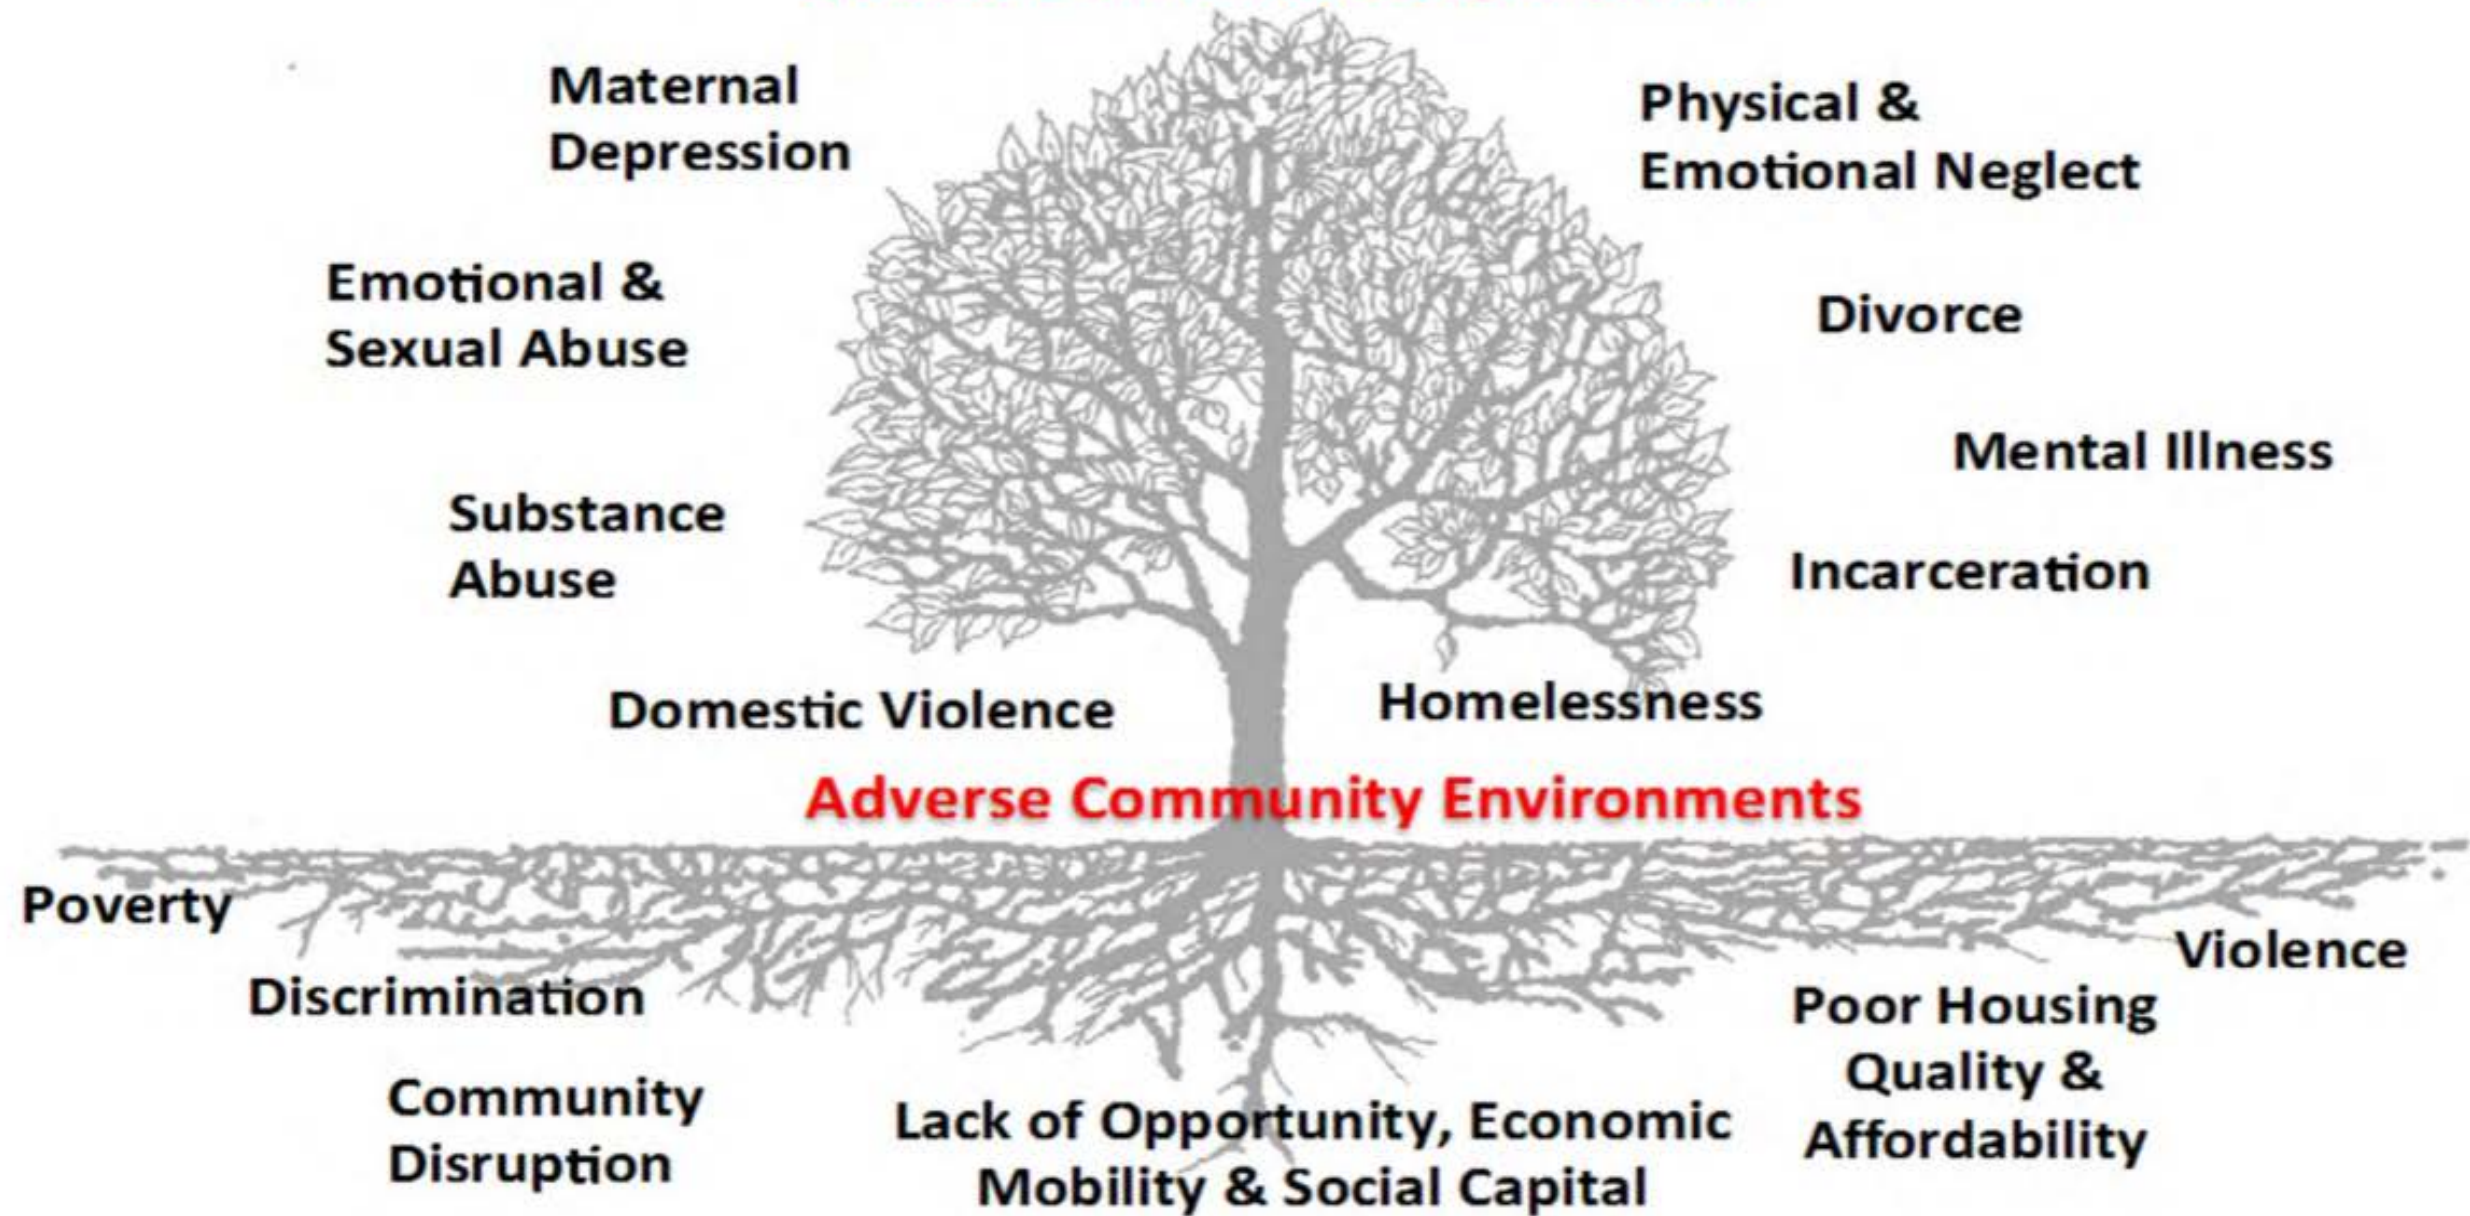 Maternal
Depression
Physical &
Emotional Neglect
Emotional &
Sexual Abuse
Divorce
Substance
Abuse
Mental Illness
Incarceration
Domestic Violence
Homelessness
Adverse Community Environments
Poverty
Violence
Discrimination
Poor Housing
Quality &
Affordability
Community
Disruption
Lack of Opportunity, Economic
Mobility & Social Capital